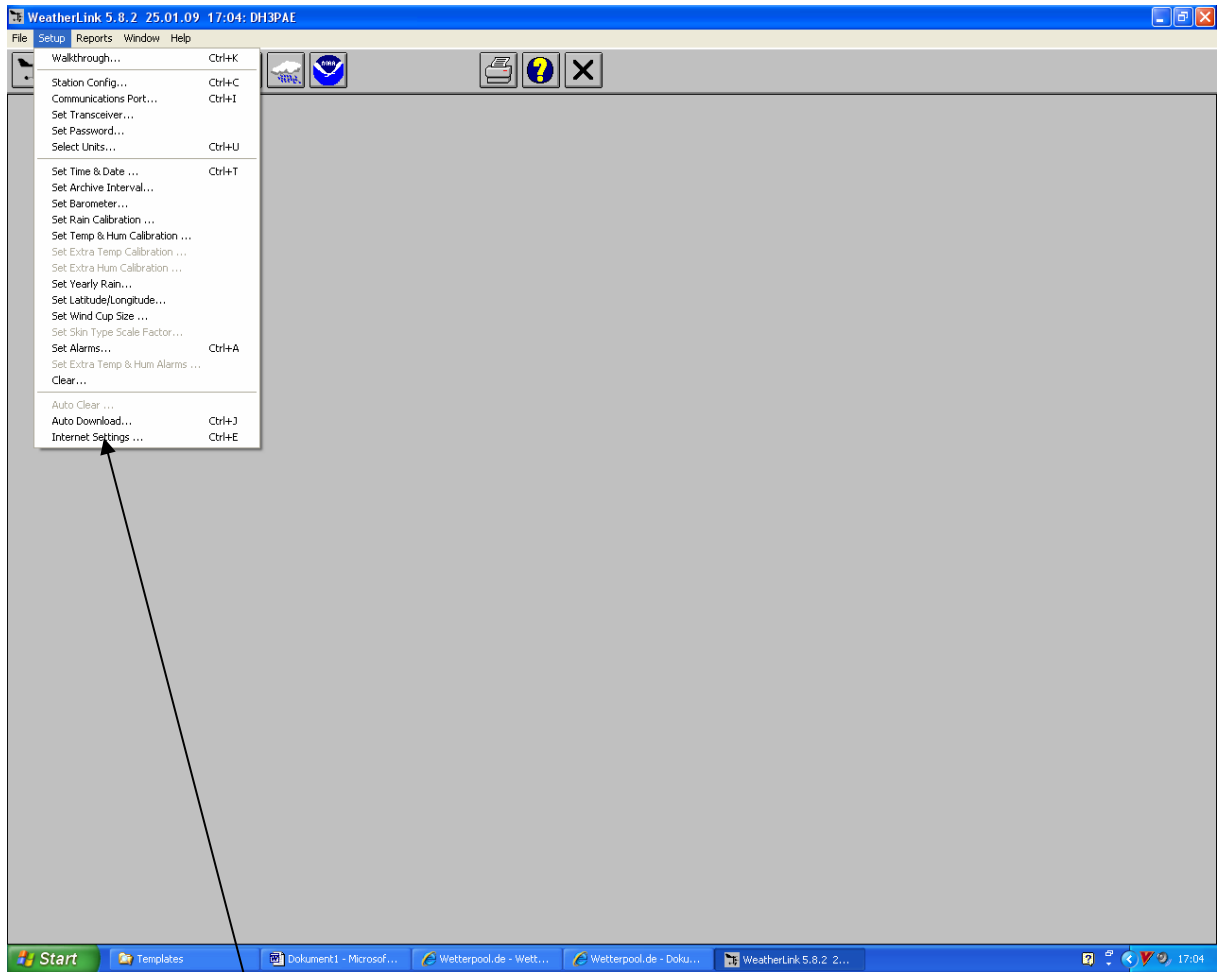 WeatherLink 5.8.2 25.01.09 17:04: DH3PAE
File Setup Reports Window Help
Walkthrough... Ctrl+K
Station Config... Ctrl+C
Communications Port... Ctrl+I
Set Transceiver...
Set Password...
Select Units... Ctrl+U
Set Time & Date ... Ctrl+T
Set Archive Interval...
Set Barometer...
Set Rain Calibration ...
Set Temp & Hum Calibration ...
Set Extra Temp Calibration ...
Set Extra Hum Calibration ...
Set Yearly Rain...
Set Latitude/Longitude...
Set Wind Cup Size ...
Set Skin Type Scale Factor...
Set Alarms... Ctrl+A
Set Extra Temp & Hum Alarms ...
Clear...
Auto Clear ...
Auto Download... Ctrl+J
Internet Settings ... Ctrl+E
Start Templates Dokument1 - Microsof... Wetterpool.de - Wett... Wetterpool.de - Doku... WeatherLink 5.8.2 2... 17:04